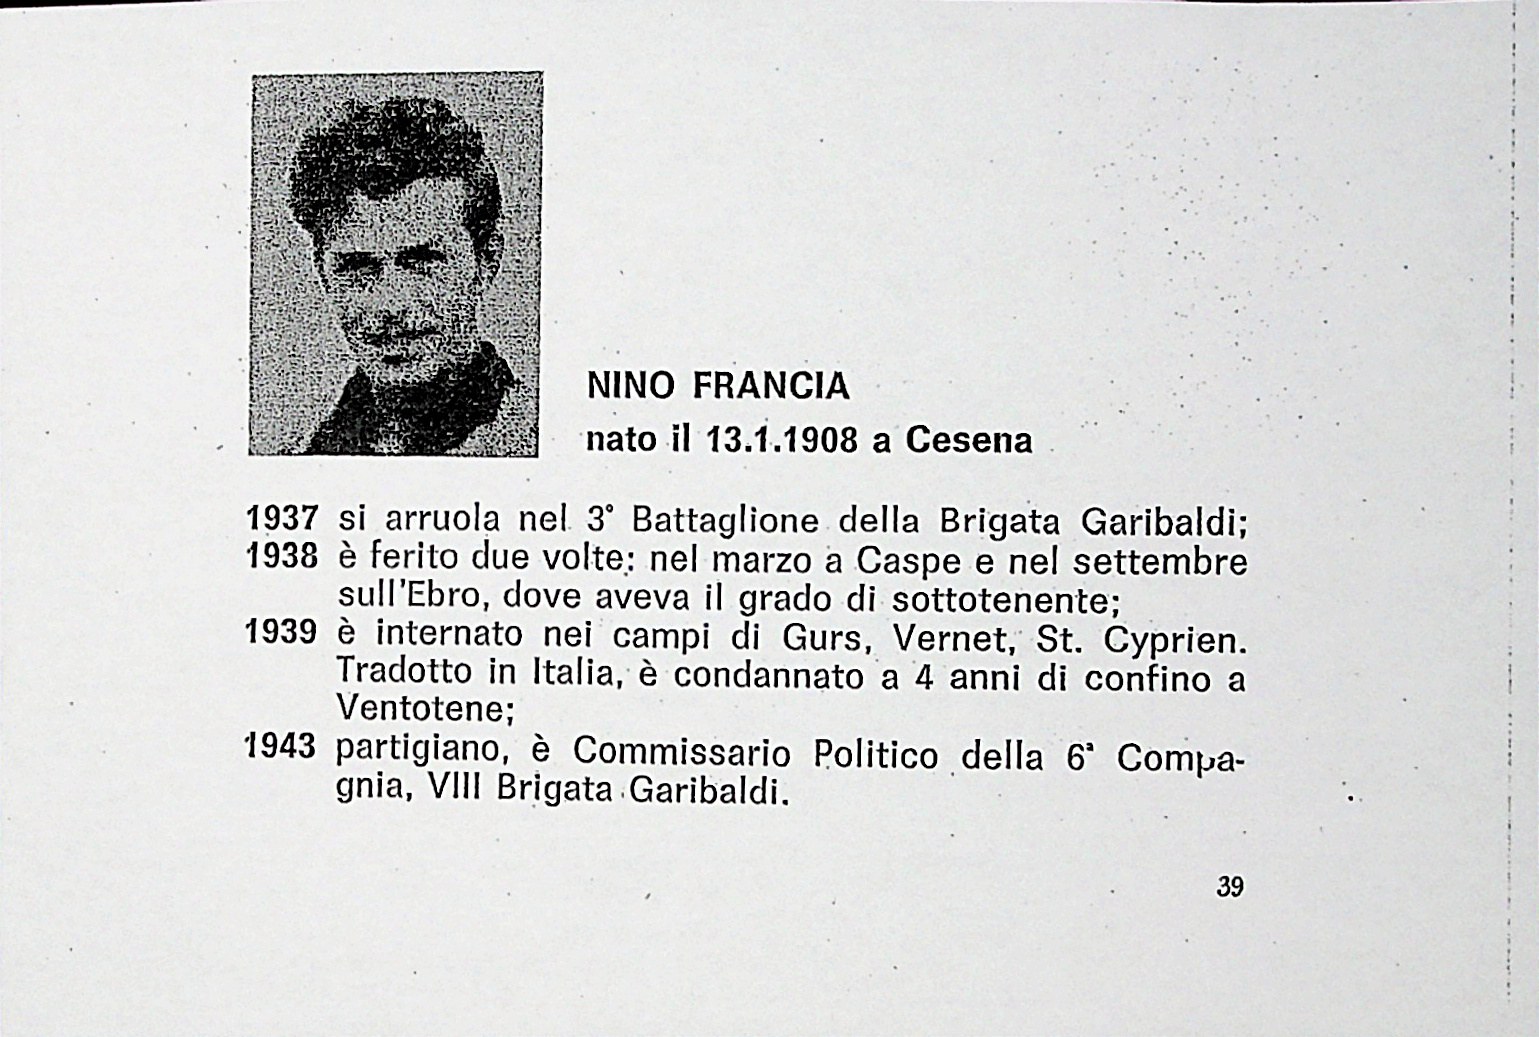 NINO FRANCIA
nato il 13.1.1908 a Cesena
1937 si arruola nel 3° Battaglione della Brigata Garibaldi;
1938 è ferito due volte: nel marzo a Caspe e nel settembre
sull'Ebro, dove aveva il grado di sottotenente;
1939 è internato nei campi di Gurs, Vernet, St. Cyprien.
Tradotto in Italia, è condannato a 4 anni di confino a
Ventotene;
1943 partigiano, è Commissario Politico della 6ª Compa-
gnia, VIII Brigata Garibaldi.
39